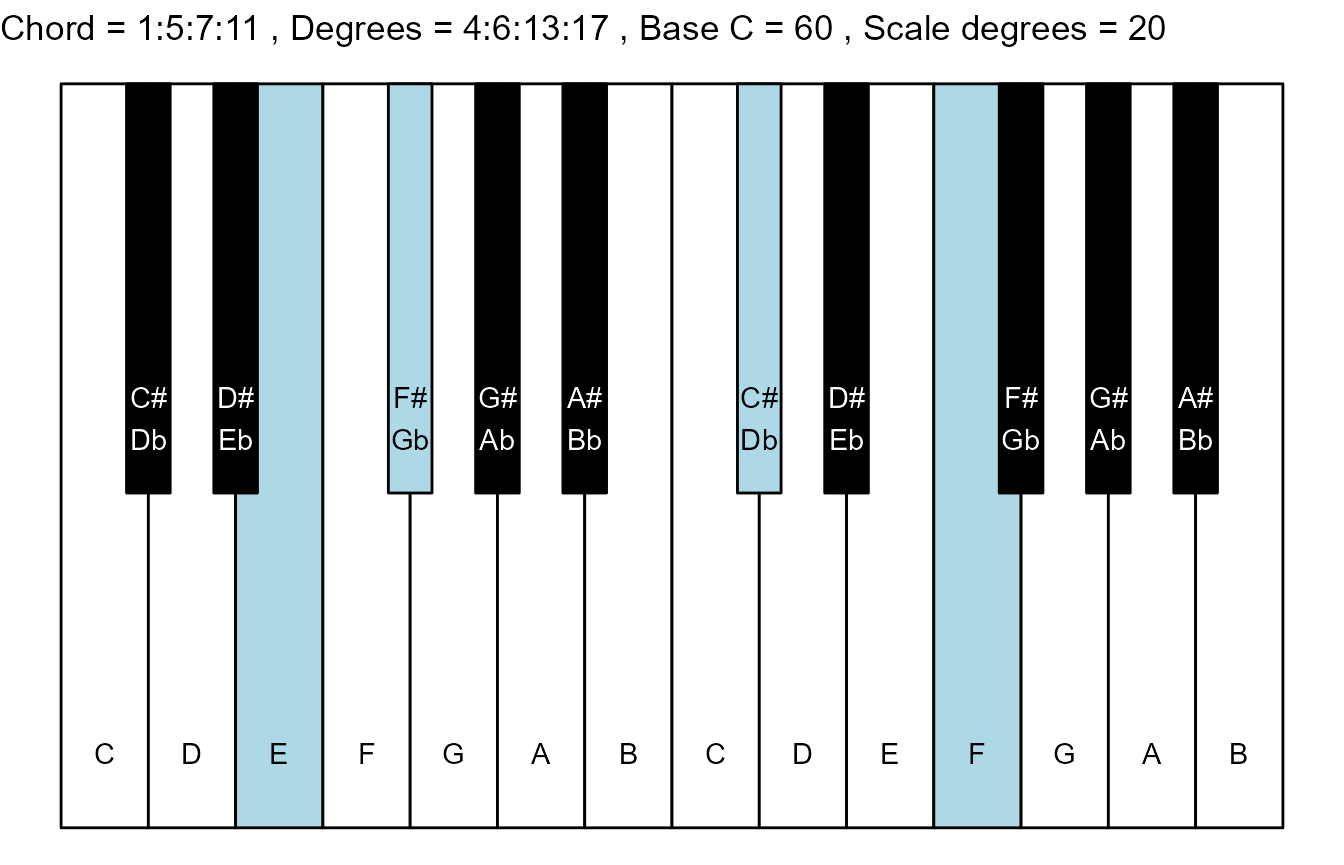 Chord = 1:5:7:11 , Degrees = 4:6:13:17 , Base C = 60 , Scale degrees = 20
C# D# F# G# A# C# D# F# G# A#
Db Eb Gb Ab Bb Db Eb Gb Ab Bb
C D E F G A B C D E F G A B